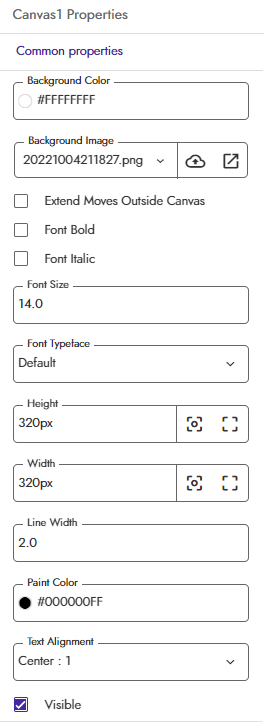 Canvas1 Properties
Common properties
Background Color
#FFFFFFFF
Background Image
20221004211827.png
Extend Moves Outside Canvas
Font Bold
Font Italic
Font Size
14.0
Font Typeface
Default
Height
320px
Width
320px
Line Width
2.0
Paint Color
#000000FF
Text Alignment
Center : 1
Visible